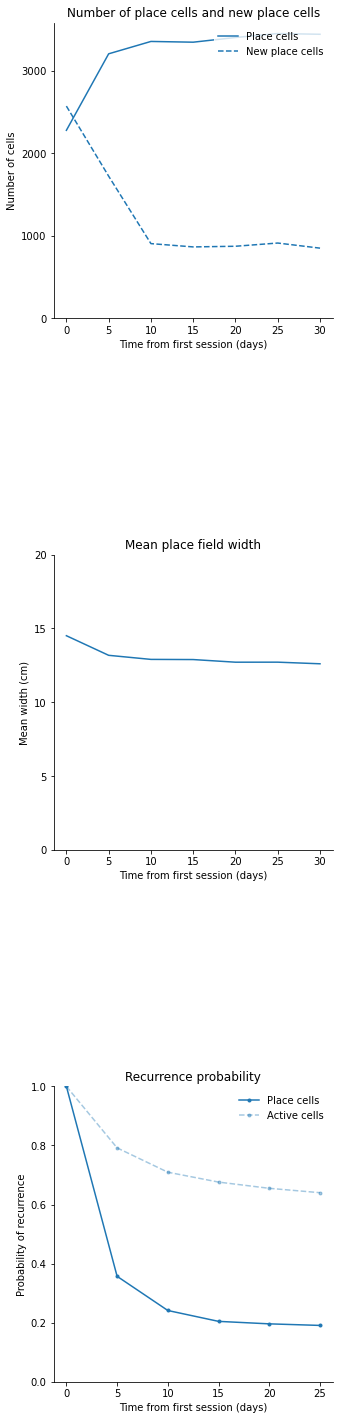 Number of place cells and new place cells
Place cells
New place cells
Number of cells
3000
2000
1000
0
0 5 10 15 20 25 30
Time from first session (days)
Mean place field width
Mean width (cm)
20
15
10
5
0
0 5 10 15 20 25 30
Time from first session (days)
Recurrence probability
Place cells
Active cells
Probability of recurrence
1.0
0.8
0.6
0.4
0.2
0.0
0 5 10 15 20 25
Time from first session (days)